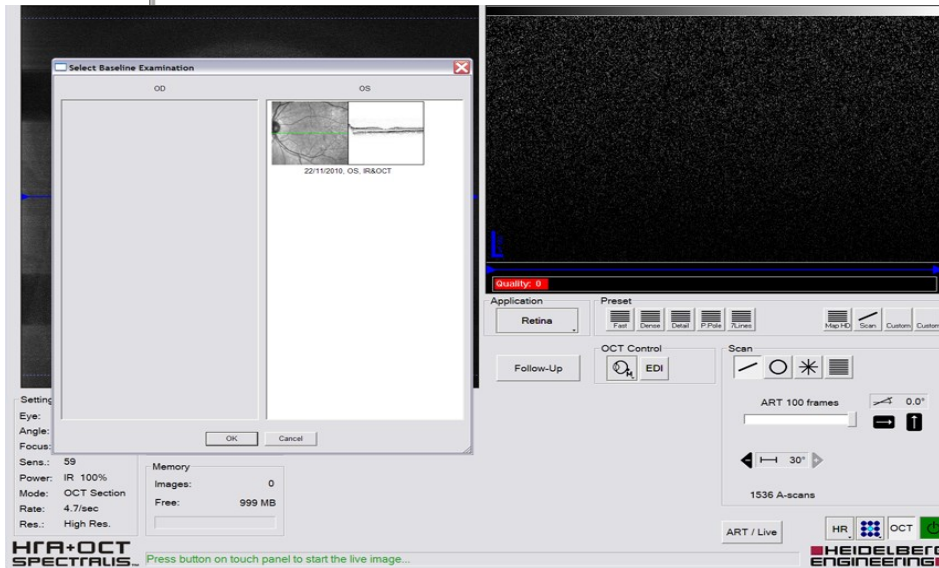 Select Baseline Examination
OD
OS
22/11/2010, OS, IR&OCT
OK
Cancel
Quality: 0
Application
Retina
Preset
Fast
Dense
Detail
P.Pole
7Lines
Map HD
Scan
Custom
Custom
Follow-Up
OCT Control
M
EDI
Scan
ART 100 frames
0.0°
30°
1536 A-scans
Setting
Eye:
Angle:
Focus:
Sens.: 59
Power: IR 100%
Mode: OCT Section
Rate: 4.7/sec
Res.: High Res.
Memory
Images: 0
Free: 999 MB
ART / Live
HR
OCT
HRA+OCT
SPECTRALIS
Press button on touch panel to start the live image...
HEIDELBERG
ENGINEERING